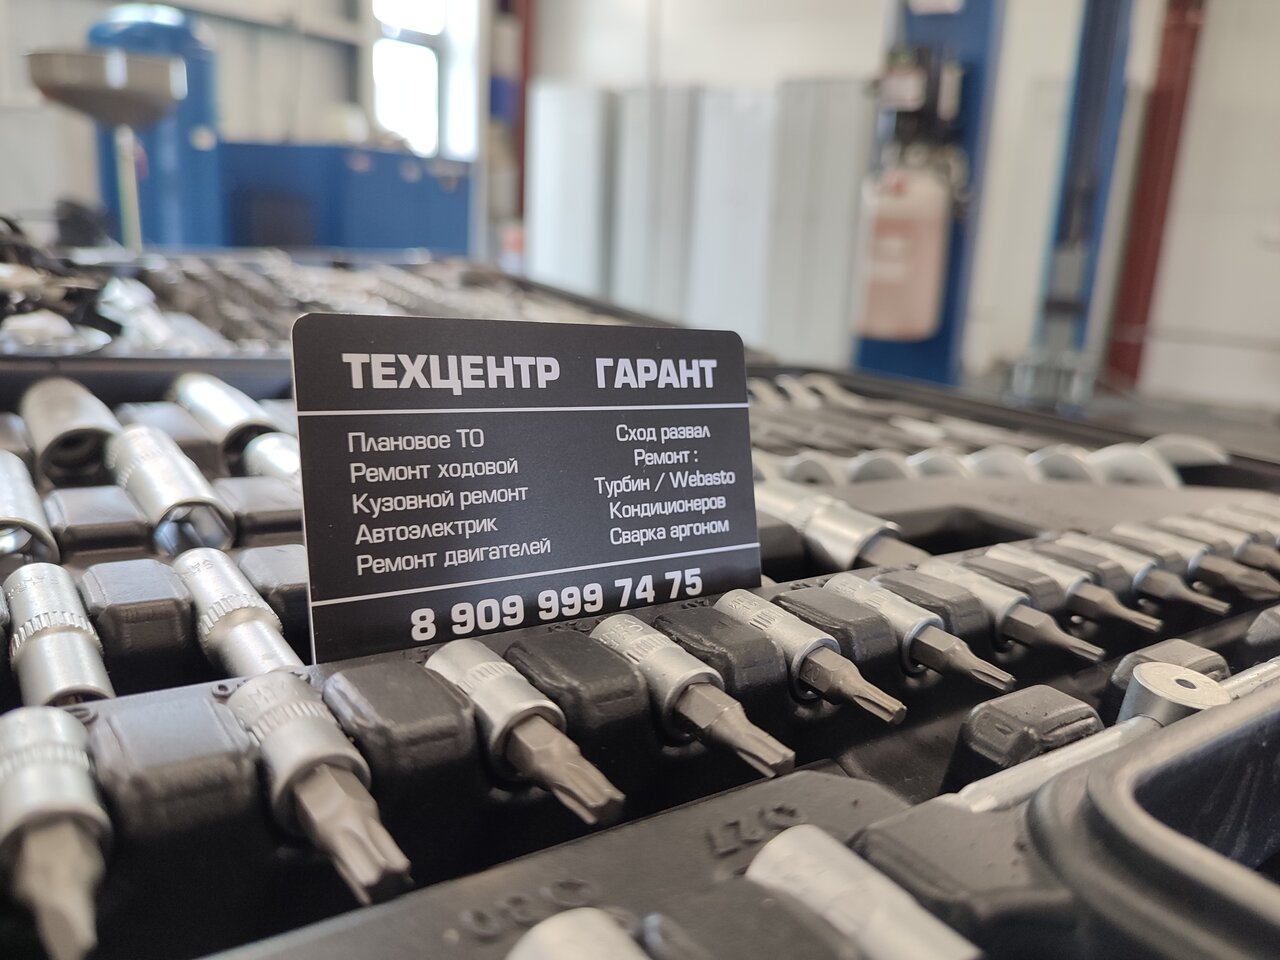 ТЕХЦЕНТР ГАРАНТ
Плановое ТО
Ремонт ходовой
Кузовной ремонт
Автоэлектрик
Ремонт двигателей
Сход развал
Ремонт :
Турбин / Webasto
Кондиционеров
Сварка аргоном
8 909 999 74 75